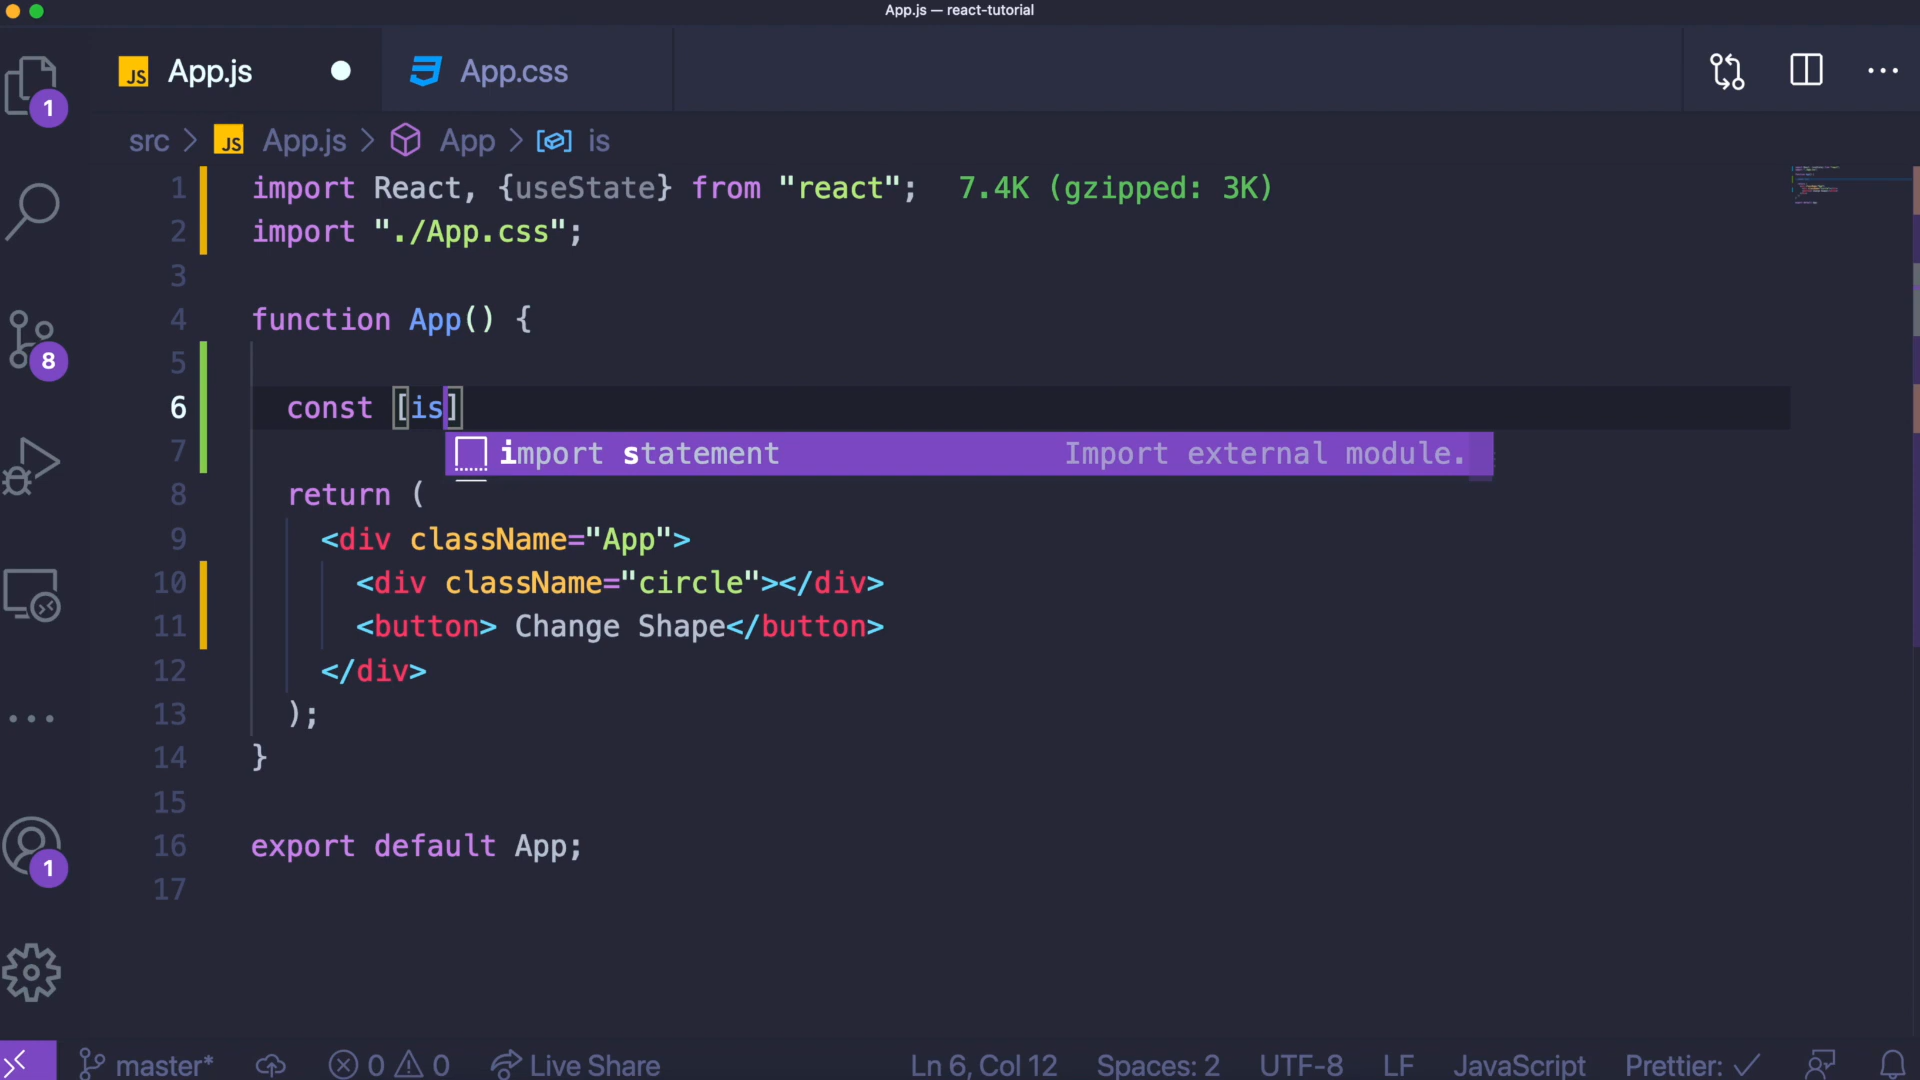 App.js — react-tutorial
JS App.js App.css
1
src > JS App.js > App > is
1 import React, {useState} from "react"; 7.4K (gzipped: 3K)
2 import "./App.css";
3
4 function App() {
5
6 const [is]
import statement Import external module.
7
8 return (
9 <div className="App">
10 <div className="circle"></div>
11 <button> Change Shape</button>
12 </div>
13 );
14 }
15
16 export default App;
17
8
1
master* 0 0 Live Share Ln 6, Col 12 Spaces: 2 UTF-8 LF JavaScript Prettier: ✓